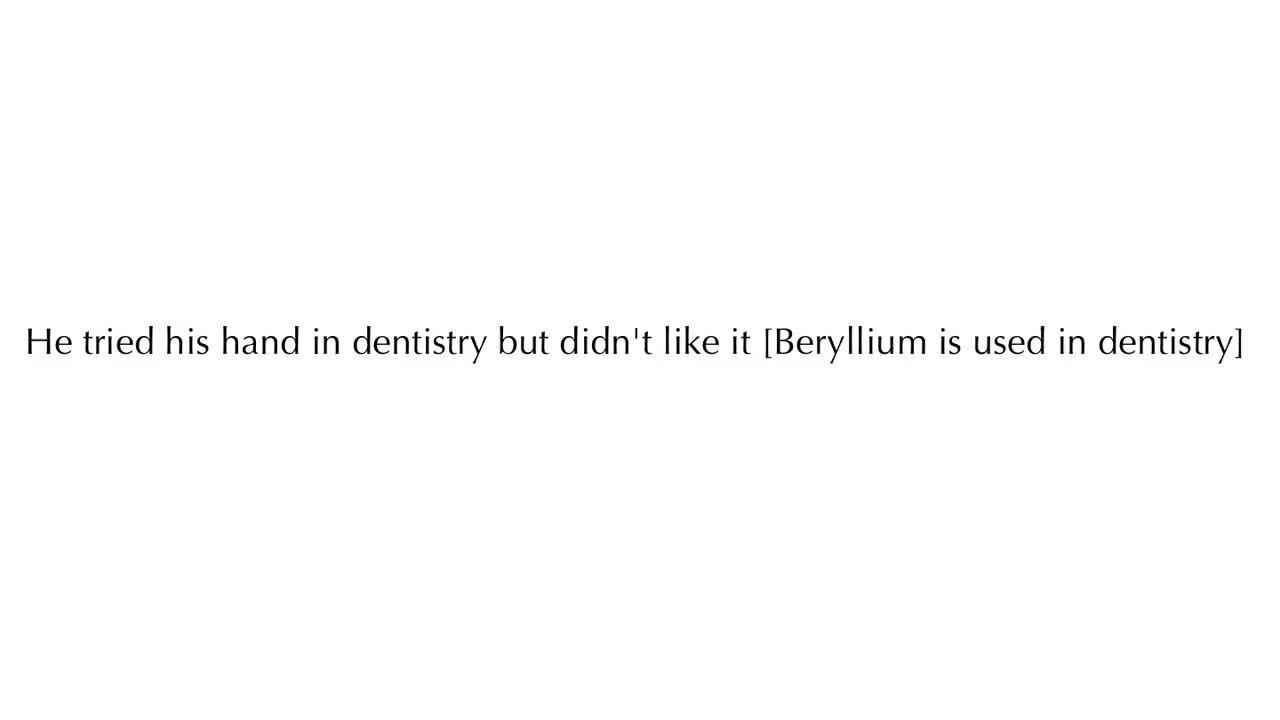 He tried his hand in dentistry but didn't like it [Beryllium is used in dentistry]